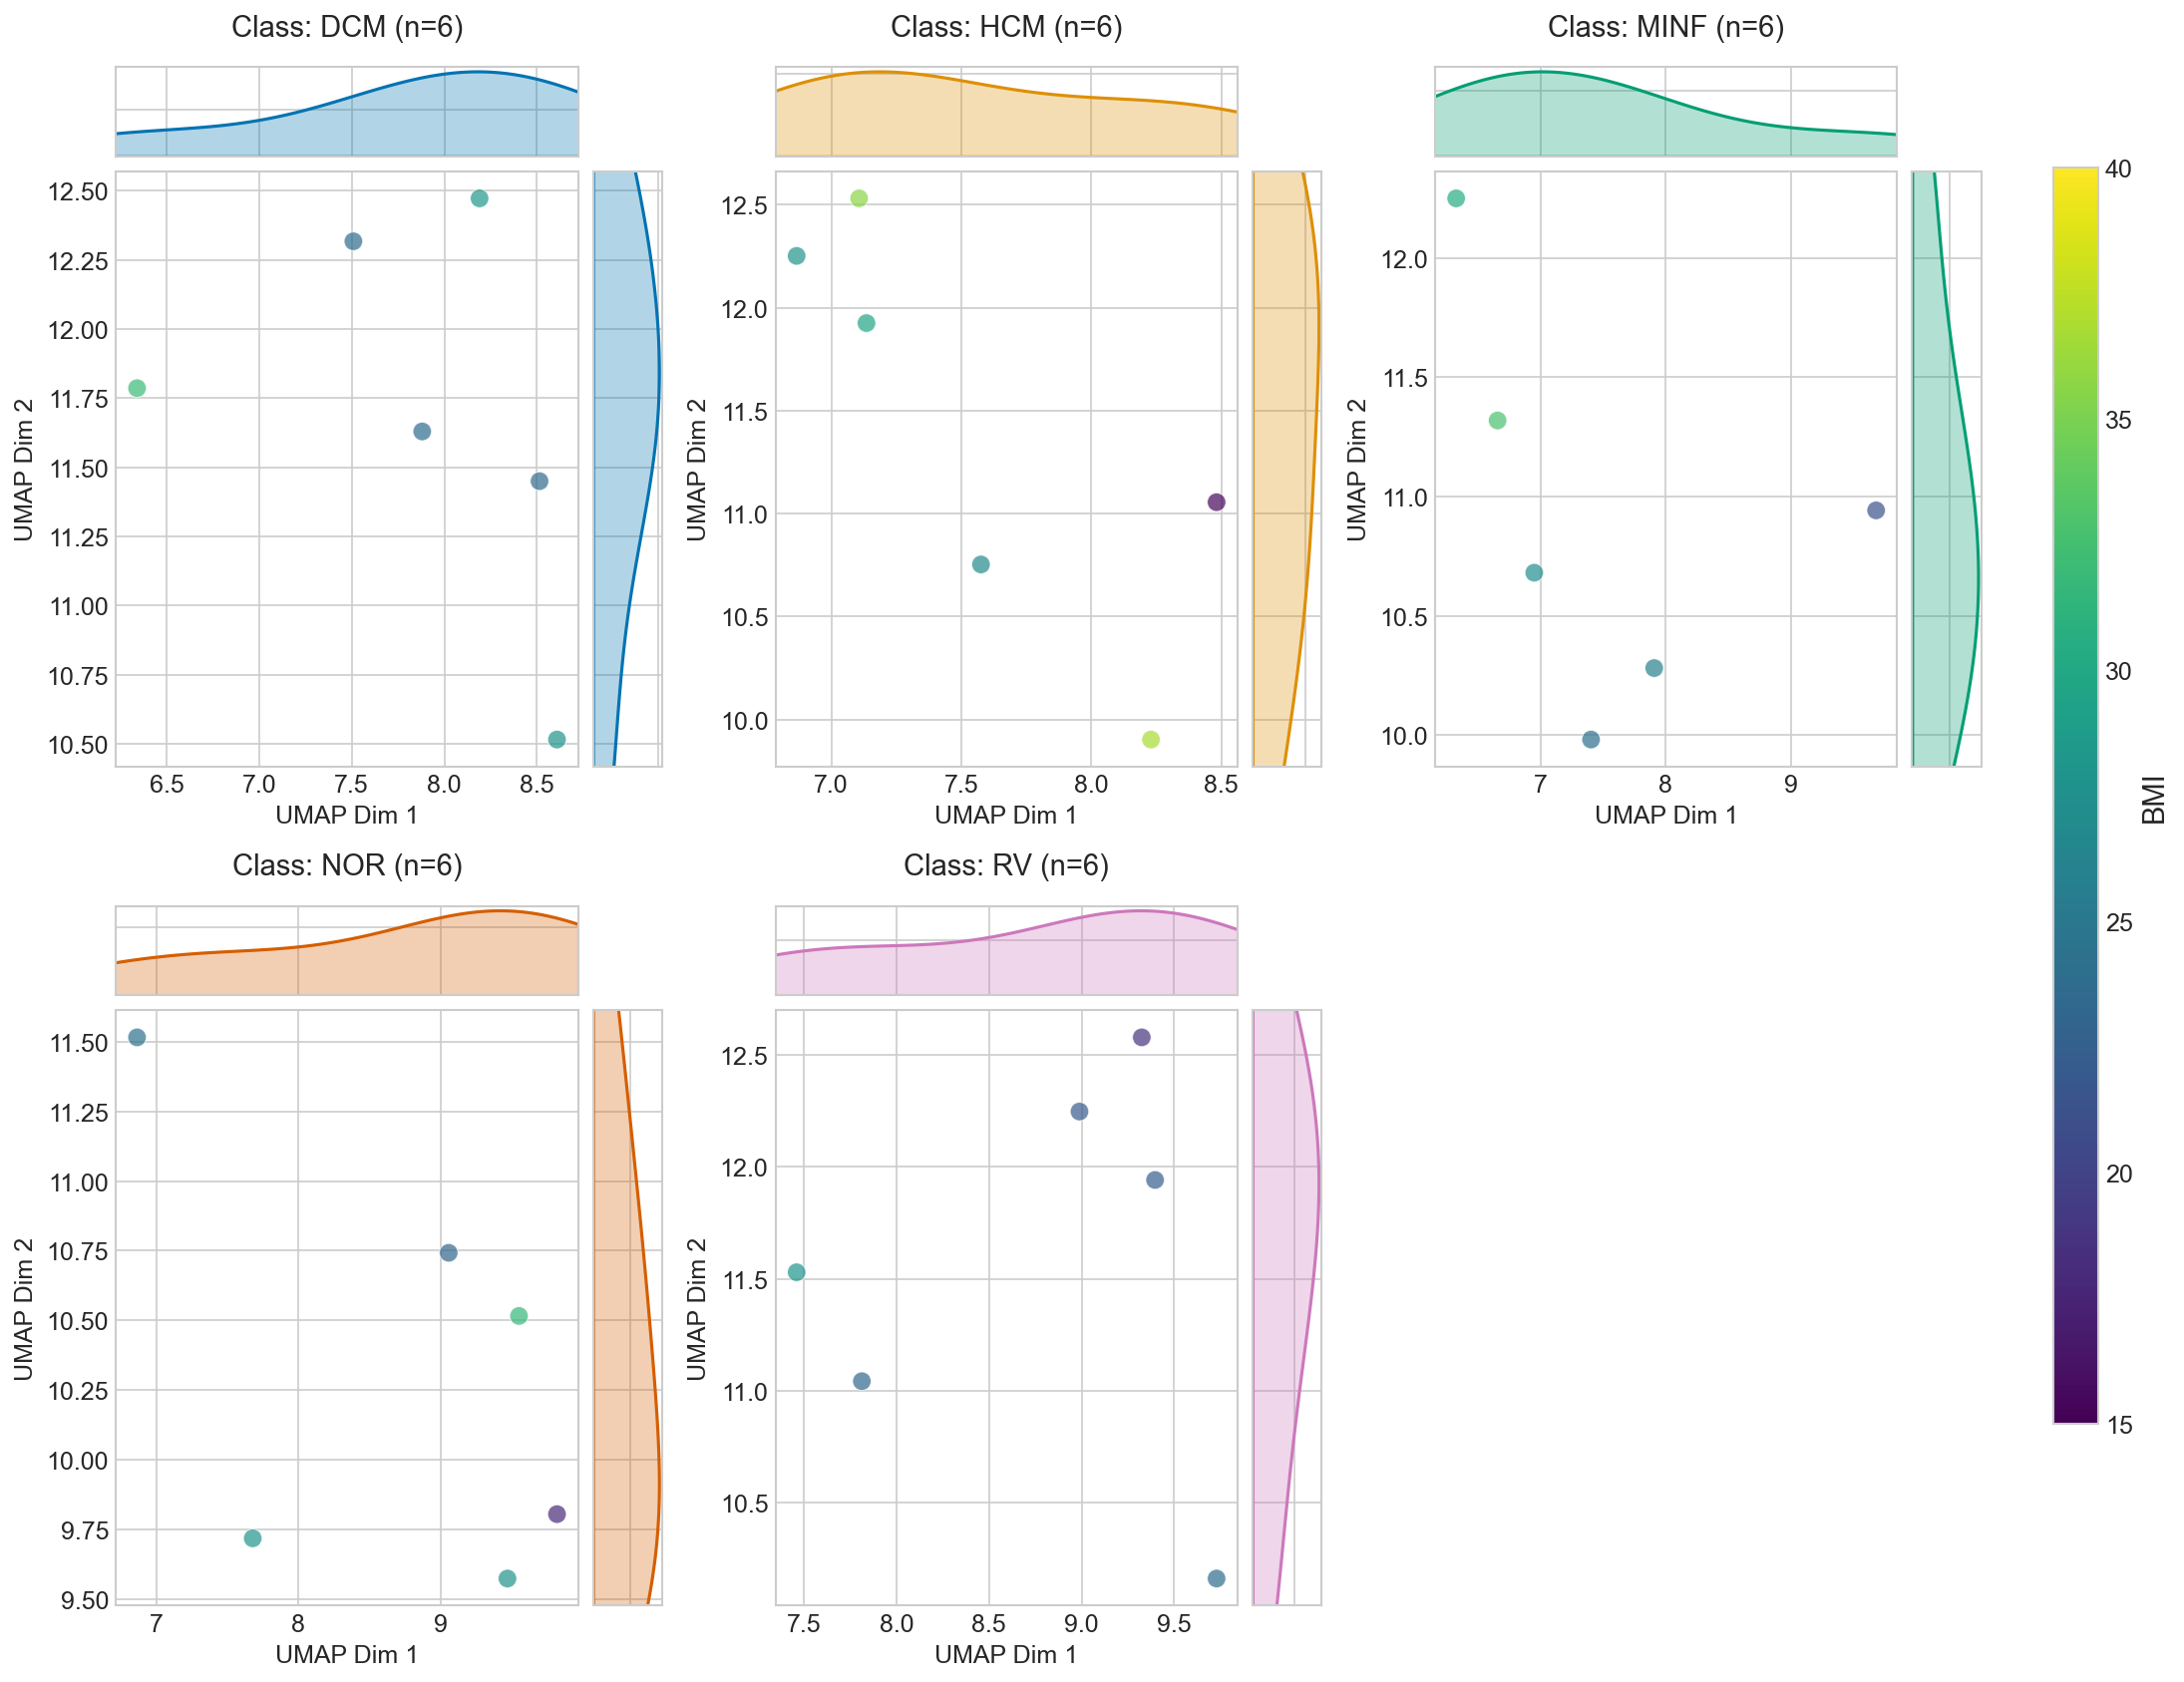 Class: DCM (n=6)
Class: HCM (n=6)
Class: MINF (n=6)
12.50
12.25
12.00
11.75
11.50
11.25
11.00
10.75
10.50
UMAP Dim 2
6.5 7.0 7.5 8.0 8.5
UMAP Dim 1
12.5
12.0
11.5
11.0
10.5
10.0
UMAP Dim 2
7.0 7.5 8.0 8.5
UMAP Dim 1
12.0
11.5
11.0
10.5
10.0
UMAP Dim 2
7 8 9
UMAP Dim 1
40
35
30
25
20
15
BMI
Class: NOR (n=6)
Class: RV (n=6)
11.50
11.25
11.00
10.75
10.50
10.25
10.00
9.75
9.50
UMAP Dim 2
7 8 9
UMAP Dim 1
12.5
12.0
11.5
11.0
10.5
UMAP Dim 2
7.5 8.0 8.5 9.0 9.5
UMAP Dim 1